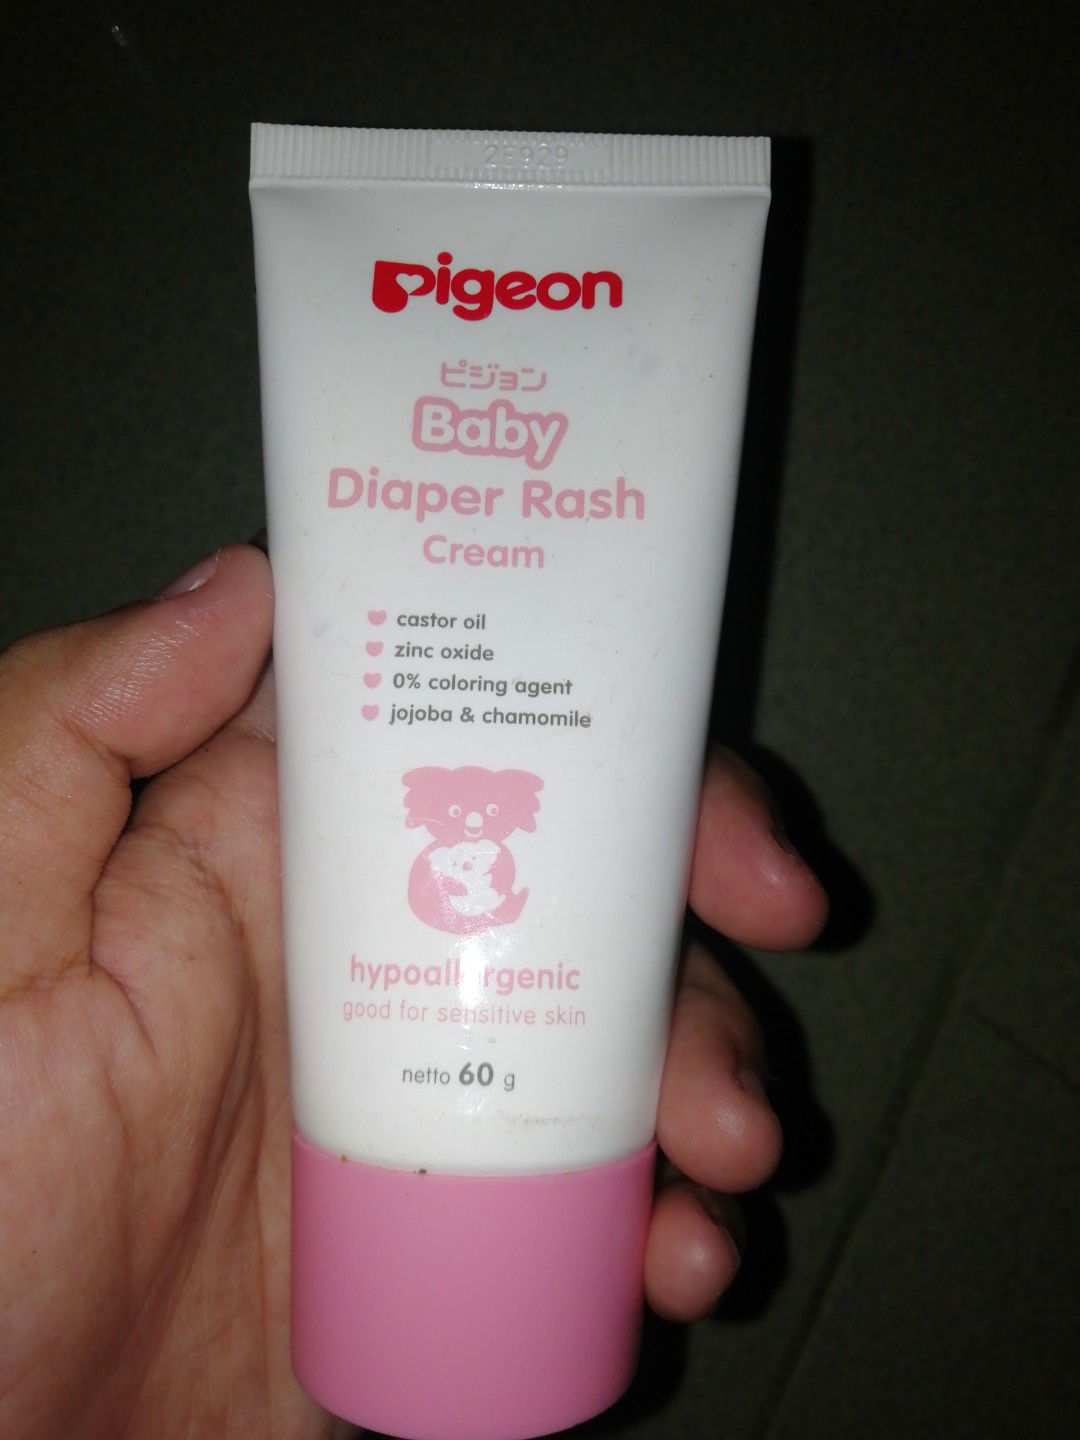 2E929
pigeon
ピジョン
Baby
Diaper Rash
Cream
castor oil
zinc oxide
0% coloring agent
jojoba & chamomile
hypoallergenic
good for sensitive skin
netto 60 g